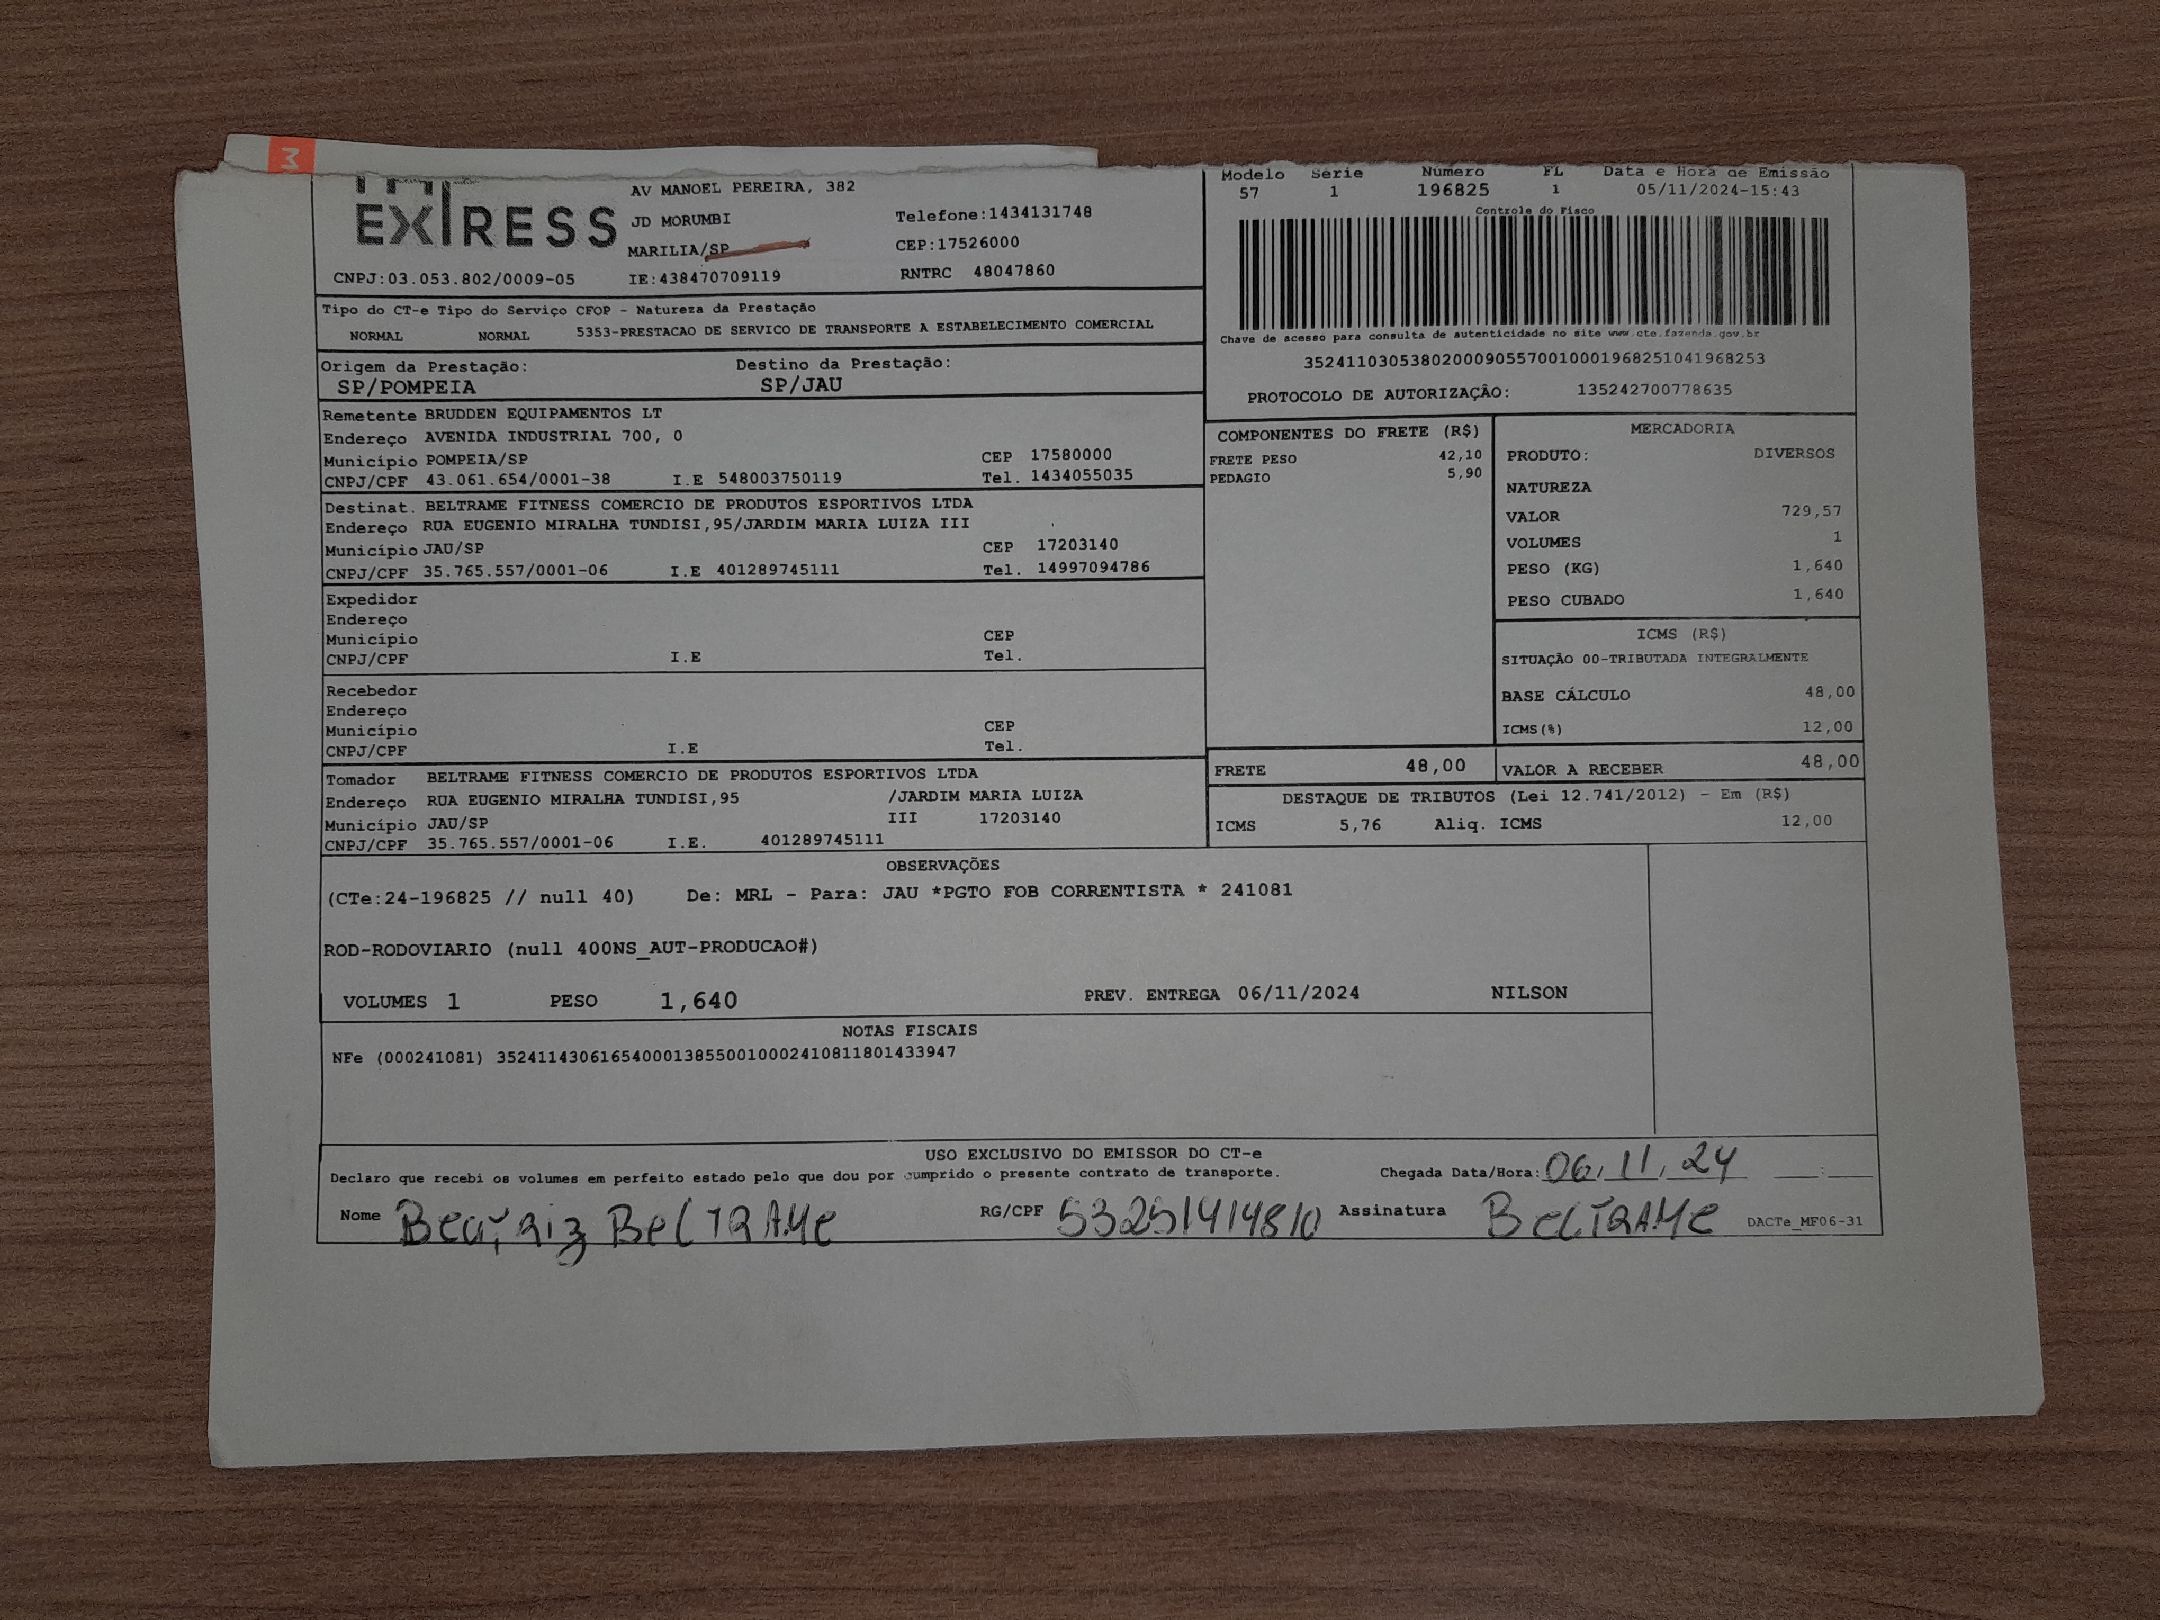 M
EXPRESS
AV MANOEL PEREIRA, 382
JD MORUMBI
Telefone:1434131748
MARILIA/SP
CEP:17526000
CNPJ:03.053.802/0009-05 IE:438470709119 RNTRC 48047860
Modelo Série Número FL Data e Hora de Emissão
57 1 196825 1 05/11/2024-15:43
Controle do Fisco
Chave de acesso para consulta de autenticidade no site www.cte.fazenda.gov.br
35241103053802000905570010001968251041968253
PROTOCOLO DE AUTORIZAÇÃO: 135242700778635
Tipo do CT-e Tipo do Serviço CFOP - Natureza da Prestação
NORMAL NORMAL 5353-PRESTACAO DE SERVICO DE TRANSPORTE A ESTABELECIMENTO COMERCIAL
Origem da Prestação: Destino da Prestação:
SP/POMPEIA SP/JAU
Remetente BRUDDEN EQUIPAMENTOS LT
Endereço AVENIDA INDUSTRIAL 700, 0
Município POMPEIA/SP CEP 17580000
CNPJ/CPF 43.061.654/0001-38 I.E 548003750119 Tel. 1434055035
Destinat. BELTRAME FITNESS COMERCIO DE PRODUTOS ESPORTIVOS LTDA
Endereço RUA EUGENIO MIRALHA TUNDISI,95/JARDIM MARIA LUIZA III
Município JAU/SP CEP 17203140
CNPJ/CPF 35.765.557/0001-06 I.E 401289745111 Tel. 14997094786
Expedidor
Endereço
Município CEP
CNPJ/CPF I.E Tel.
Recebedor
Endereço
Município CEP
CNPJ/CPF I.E Tel.
Tomador BELTRAME FITNESS COMERCIO DE PRODUTOS ESPORTIVOS LTDA
Endereço RUA EUGENIO MIRALHA TUNDISI,95 /JARDIM MARIA LUIZA
Município JAU/SP III 17203140
CNPJ/CPF 35.765.557/0001-06 I.E. 401289745111
COMPONENTES DO FRETE (R$)
FRETE PESO 42,10
PEDAGIO 5,90
MERCADORIA
PRODUTO: DIVERSOS
NATUREZA
VALOR 729,57
VOLUMES 1
PESO (KG) 1,640
PESO CUBADO 1,640
ICMS (R$)
SITUAÇÃO 00-TRIBUTADA INTEGRALMENTE
BASE CÁLCULO 48,00
ICMS(%) 12,00
FRETE 48,00 VALOR A RECEBER 48,00
DESTAQUE DE TRIBUTOS (Lei 12.741/2012) - Em (R$)
ICMS 5,76 Aliq. ICMS 12,00
OBSERVAÇÕES
(CTe:24-196825 // null 40) De: MRL - Para: JAU *PGTO FOB CORRENTISTA * 241081
ROD-RODOVIARIO (null 400NS_AUT-PRODUCAO#)
VOLUMES 1 PESO 1,640 PREV. ENTREGA 06/11/2024 NILSON
NOTAS FISCAIS
NFe (000241081) 35241143061654000138550010002410811801433947
USO EXCLUSIVO DO EMISSOR DO CT-e
Declaro que recebi os volumes em perfeito estado pelo que dou por cumprido o presente contrato de transporte. Chegada Data/Hora: 06.11.24 __:__
Nome Beatriz Beltrame RG/CPF 53251414810 Assinatura Beltrame DACTe_MF06-31